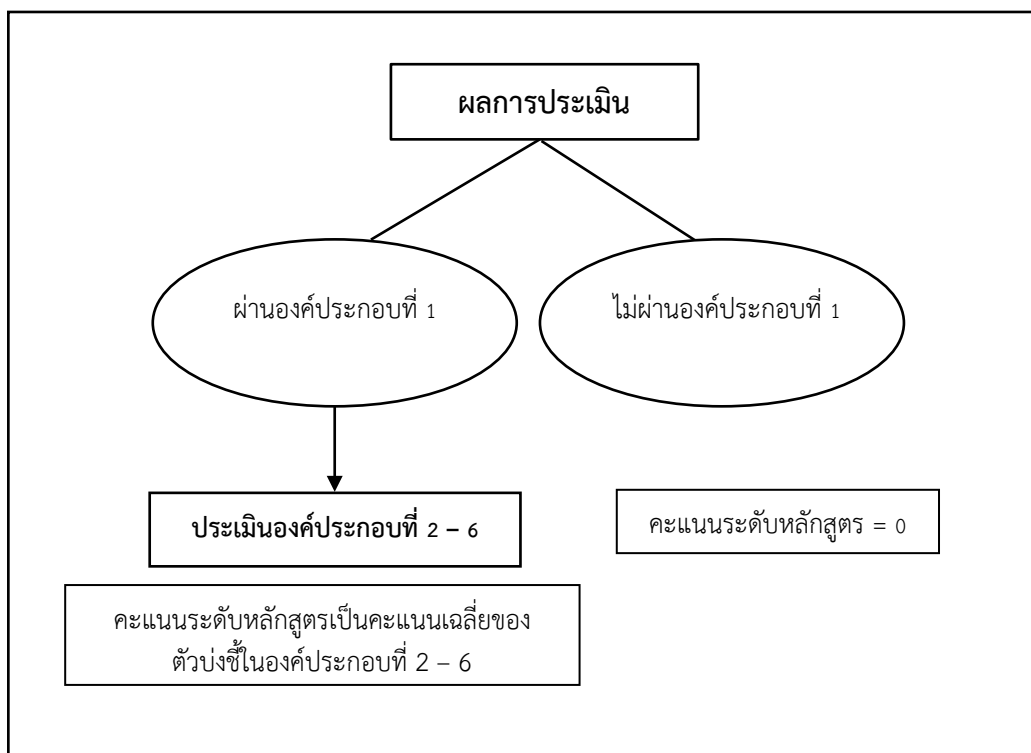 ผลการประเมิน
ผ่านองค์ประกอบที่ 1
ไม่ผ่านองค์ประกอบที่ 1
ประเมินองค์ประกอบที่ 2 – 6
คะแนนระดับหลักสูตร = 0
คะแนนระดับหลักสูตรเป็นคะแนนเฉลี่ยของ
ตัวบ่งชี้ในองค์ประกอบที่ 2 – 6